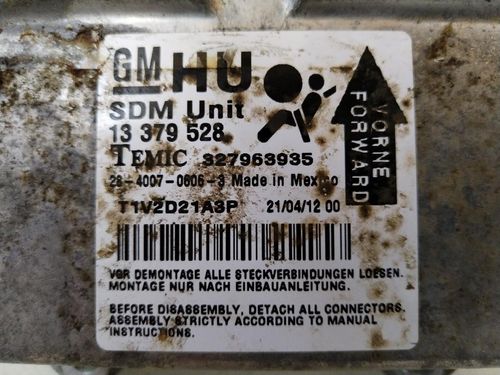 GM HU
SDM Unit
13 379 528
TEMIC 327963935
28-4007-0606-3 Made in Mexico
T1V2D21A3P 21/04/12 00
VORNE
FORWARD
VOR DEMONTAGE ALLE STECKVERBINDUNGEN LOESEN.
MONTAGE NUR NACH EINBAUANLEITUNG.
BEFORE DISASSEMBLY, DETACH ALL CONNECTORS.
ASSEMBLY STRICTLY ACCORDING TO MANUAL
INSTRUCTIONS.